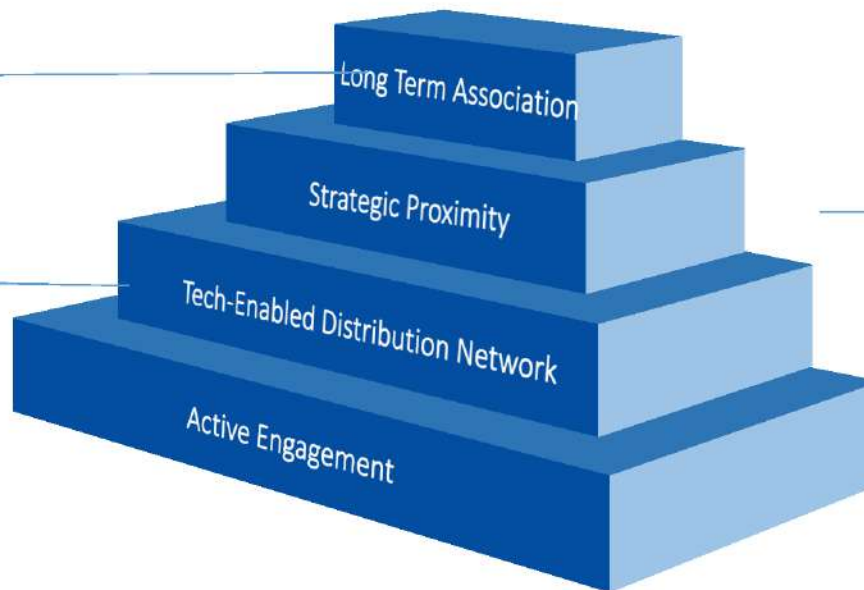 Long Term Association
Strategic Proximity
Tech-Enabled Distribution Network
Active Engagement